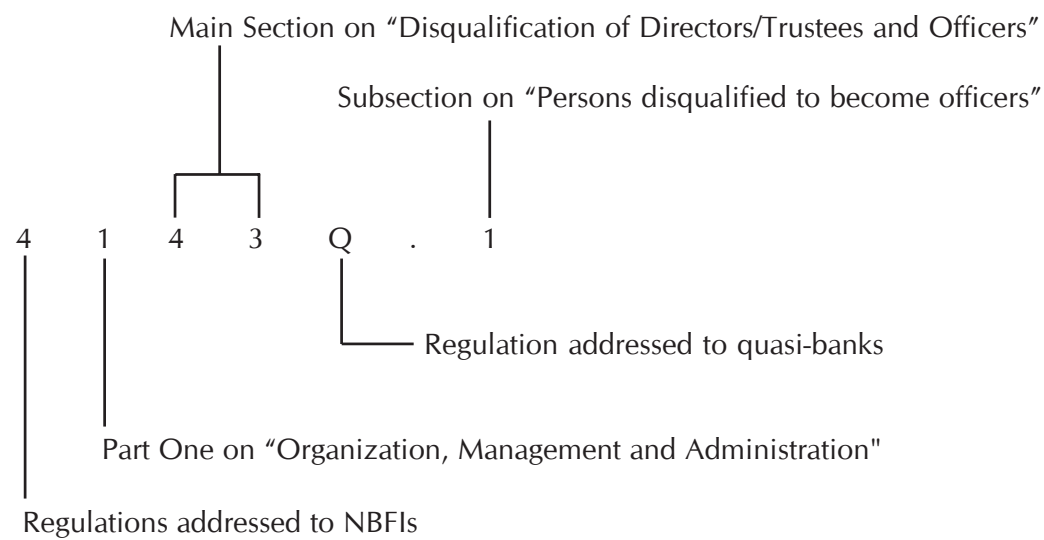 Main Section on “Disqualification of Directors/Trustees and Officers”
Subsection on “Persons disqualified to become officers”
4 1 4 3 Q . 1
Regulation addressed to quasi-banks
Part One on “Organization, Management and Administration"
Regulations addressed to NBFIs